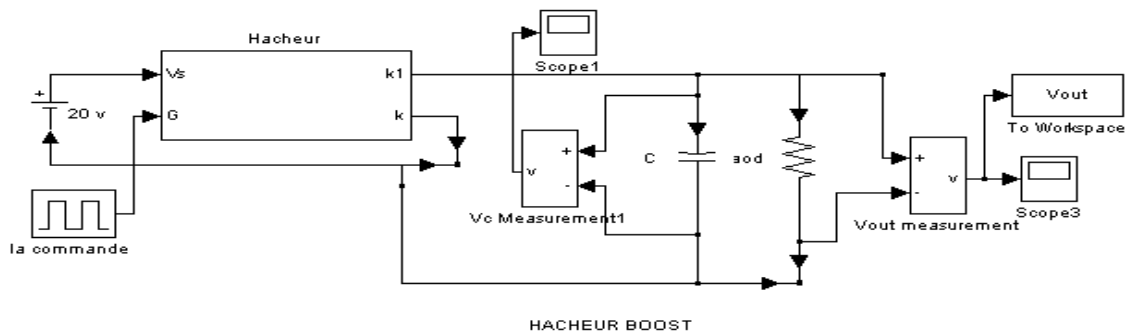 Hacheur
Vs
G
k1
k
+
20 v
la commande
Scope1
+
-
v
Vc Measurement1
C
+
-
v
Vout measurement
Vout
To Workspace
Scope3
HACHEUR BOOST